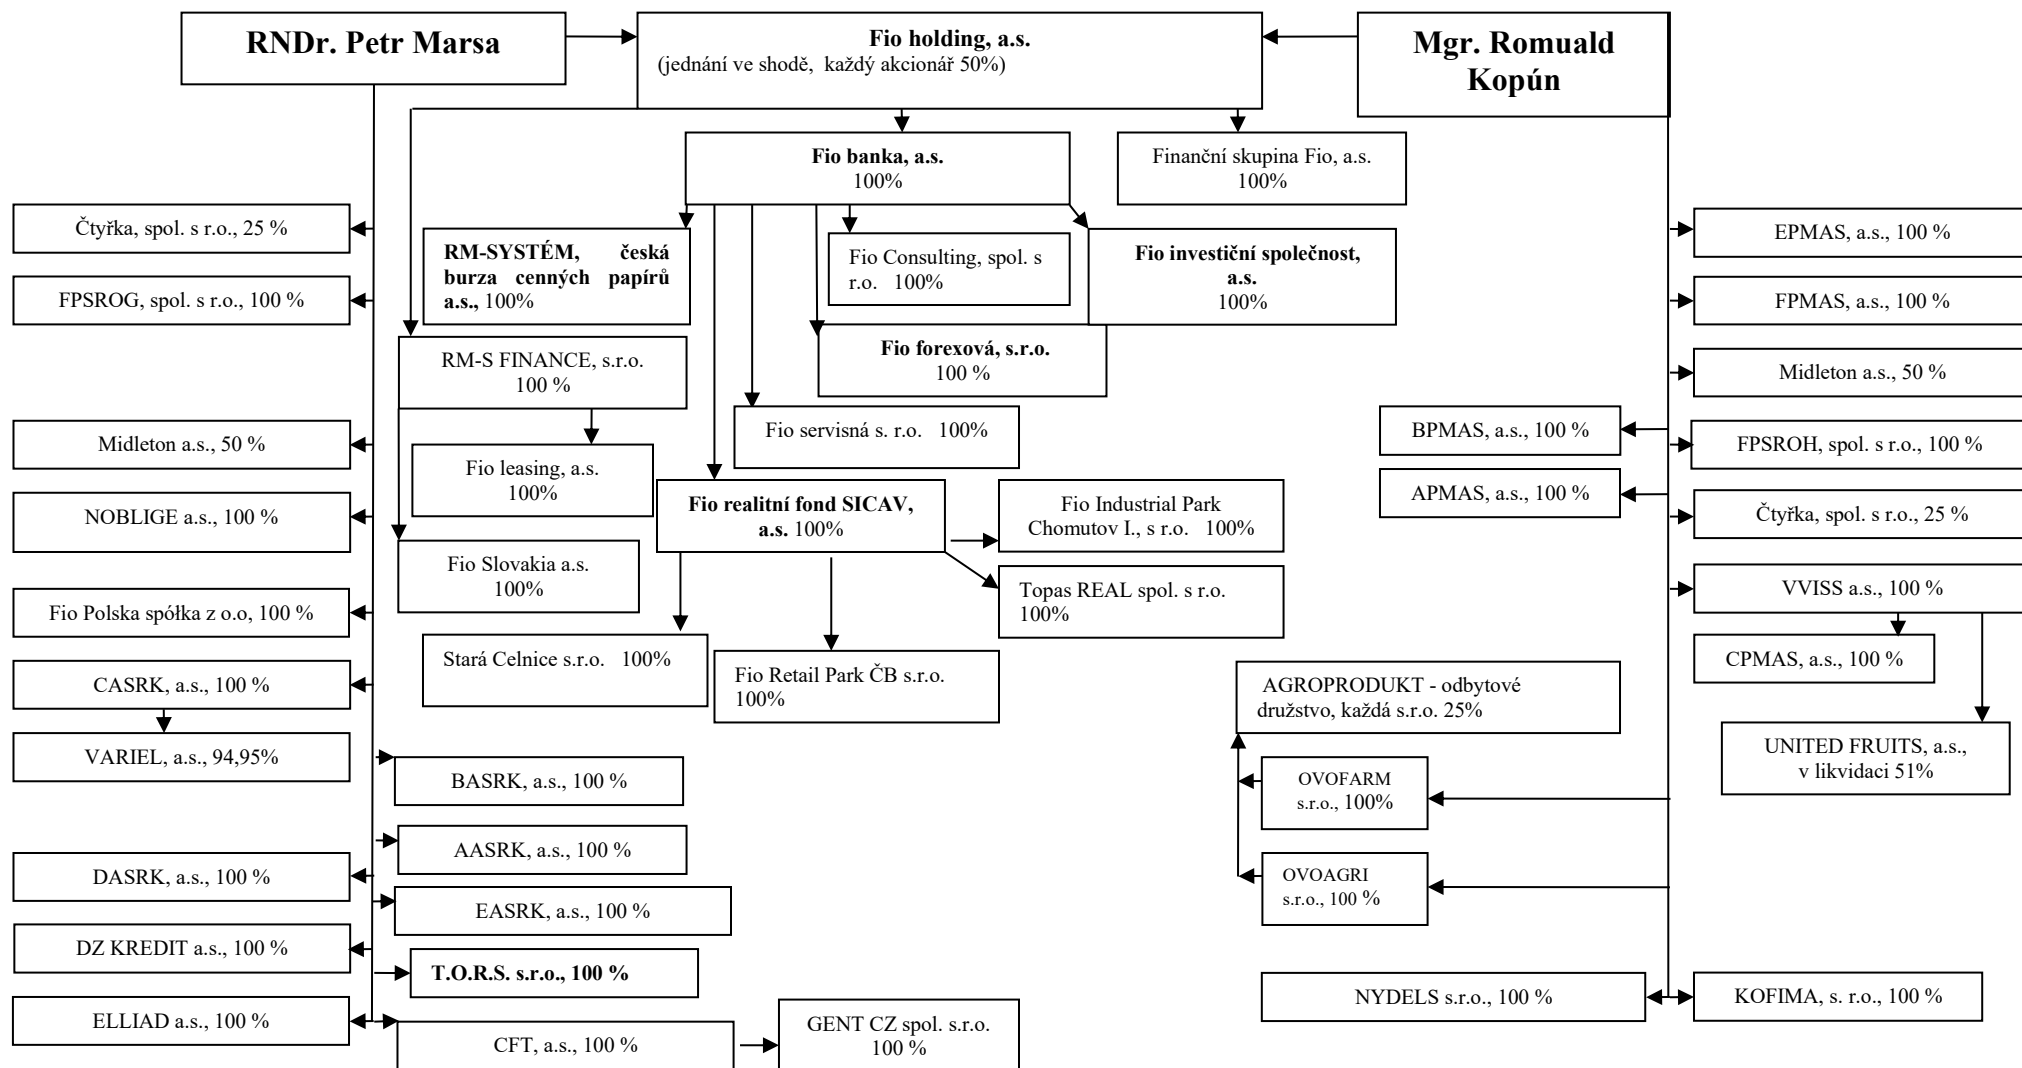 RNDr. Petr Marsa
Fio holding, a.s.
(jednání ve shodě, každý akcionář 50%)
Mgr. Romuald
Kopún
Fio banka, a.s.
100%
Finanční skupina Fio, a.s.
100%
Čtyřka, spol. s r.o., 25 %
RM-SYSTÉM, česká
burza cenných papírů
a.s., 100%
Fio Consulting, spol. s
r.o. 100%
Fio investiční společnost,
a.s.
100%
EPMAS, a.s., 100 %
FPSROG, spol. s r.o., 100 %
FPMAS, a.s., 100 %
RM-S FINANCE, s.r.o.
100 %
Fio forexová, s.r.o.
100 %
Midleton a.s., 50 %
Midleton a.s., 50 %
Fio servisná s. r.o. 100%
BPMAS, a.s., 100 %
FPSROH, spol. s r.o., 100 %
Fio leasing, a.s.
100%
APMAS, a.s., 100 %
NOBLIGE a.s., 100 %
Fio realitní fond SICAV,
a.s. 100%
Fio Industrial Park
Chomutov I., s r.o. 100%
Čtyřka, spol. s r.o., 25 %
Fio Slovakia a.s.
100%
Topas REAL spol. s r.o.
100%
VVISS a.s., 100 %
Fio Polska spółka z o.o, 100 %
Stará Celnice s.r.o. 100%
Fio Retail Park ČB s.r.o.
100%
CPMAS, a.s., 100 %
CASRK, a.s., 100 %
AGROPRODUKT - odbytové
družstvo, každá s.r.o. 25%
VARIEL, a.s., 94,95%
UNITED FRUITS, a.s.,
v likvidaci 51%
BASRK, a.s., 100 %
OVOFARM
s.r.o., 100%
AASRK, a.s., 100 %
DASRK, a.s., 100 %
OVOAGRI
s.r.o., 100 %
EASRK, a.s., 100 %
DZ KREDIT a.s., 100 %
T.O.R.S. s.r.o., 100 %
NYDELS s.r.o., 100 %
KOFIMA, s. r.o., 100 %
ELLIAD a.s., 100 %
CFT, a.s., 100 %
GENT CZ spol. s.r.o.
100 %